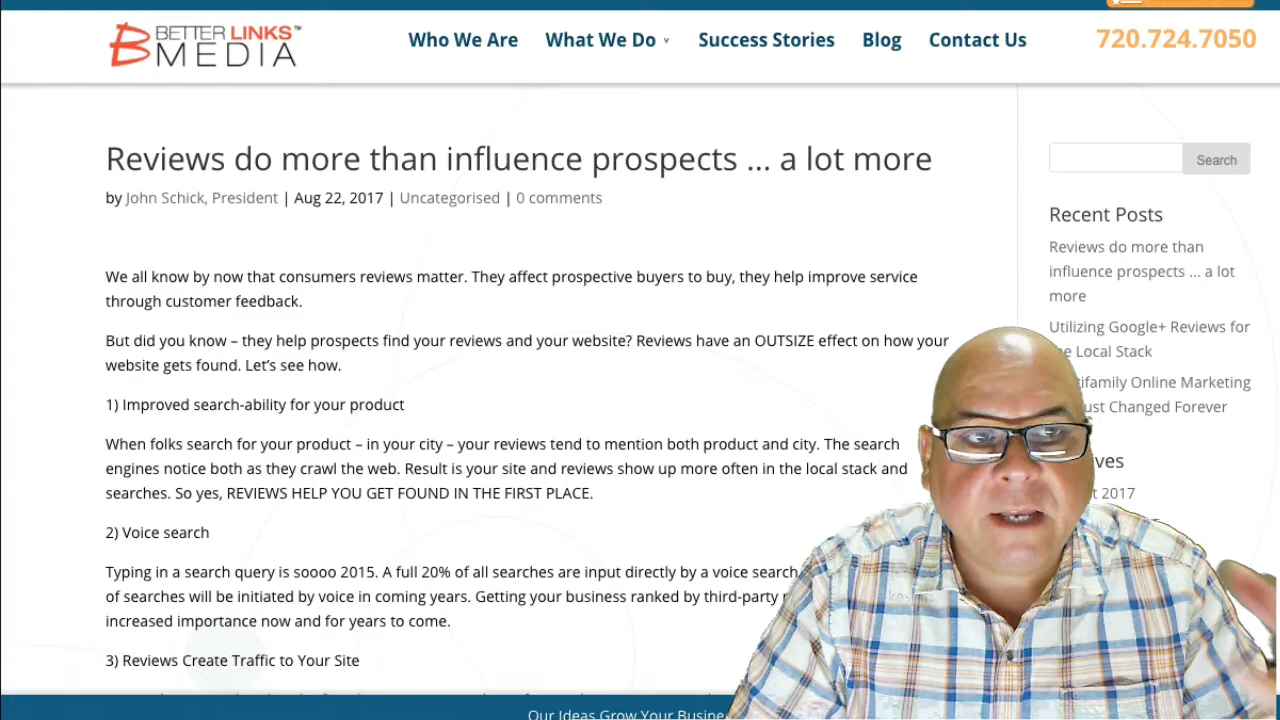 BETTER LINKS™
MEDIA
Who We Are
What We Do
Success Stories
Blog
Contact Us
720.724.7050
Reviews do more than influence prospects … a lot more
by John Schick, President | Aug 22, 2017 | Uncategorised | 0 comments
We all know by now that consumers reviews matter. They affect prospective buyers to buy, they help improve service
through customer feedback.
But did you know – they help prospects find your reviews and your website? Reviews have an OUTSIZE effect on how your
website gets found. Let's see how.
1) Improved search-ability for your product
When folks search for your product – in your city – your reviews tend to mention both product and city. The search
engines notice both as they crawl the web. Result is your site and reviews show up more often in the local stack and
searches. So yes, REVIEWS HELP YOU GET FOUND IN THE FIRST PLACE.
2) Voice search
Typing in a search query is soooo 2015. A full 20% of all searches are input directly by a voice search
of searches will be initiated by voice in coming years. Getting your business ranked by third-party
increased importance now and for years to come.
3) Reviews Create Traffic to Your Site
Our Ideas Grow Your
Search
Recent Posts
Reviews do more than
influence prospects … a lot
more
Utilizing Google+ Reviews for
Local Stack
Online Marketing
Changed Forever
2017